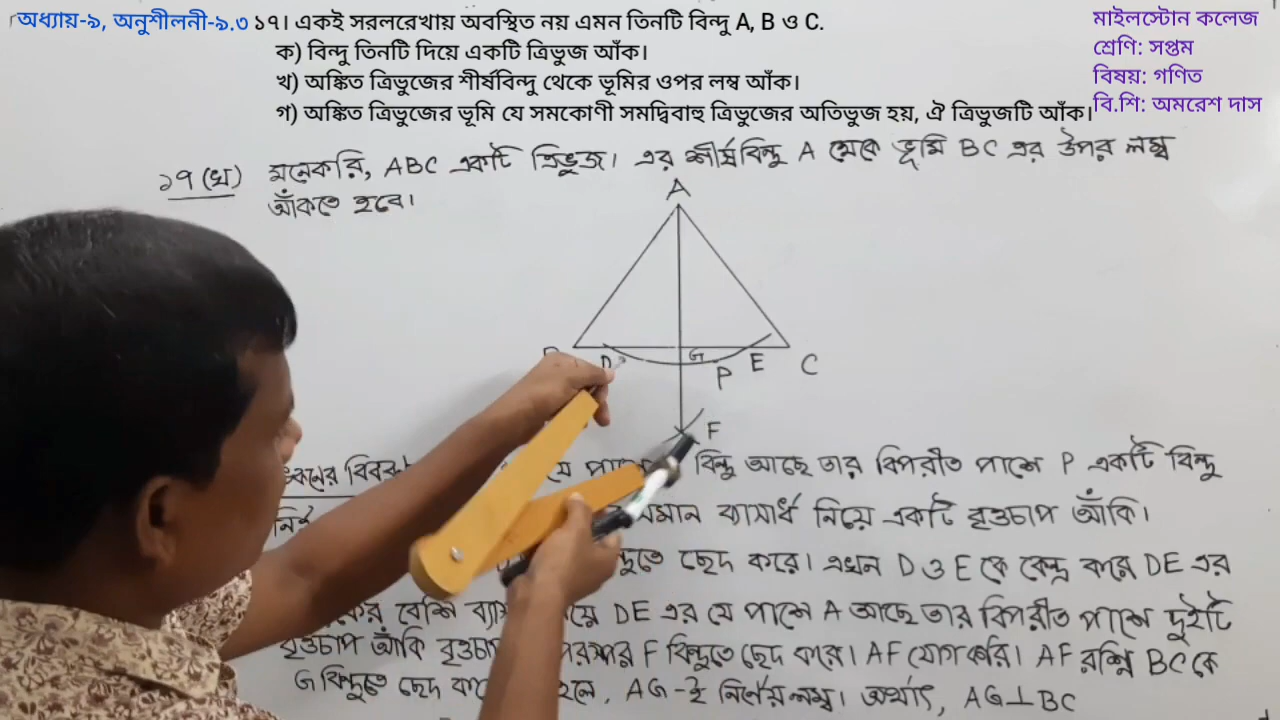 অধ্যায়-৯, অনুশীলনী-৯.৩ ১৭। একই সরলরেখায় অবস্থিত নয় এমন তিনটি বিন্দু A, B ও C.
ক) বিন্দু তিনটি দিয়ে একটি ত্রিভুজ আঁক।
খ) অঙ্কিত ত্রিভুজের শীর্ষবিন্দু থেকে ভূমির ওপর লম্ব আঁক।
গ) অঙ্কিত ত্রিভুজের ভূমি যে সমকোণী সমদ্বিবাহু ত্রিভুজের অতিভুজ হয়, ঐ ত্রিভুজটি আঁক।
মাইলস্টোন কলেজ
শ্রেণি: সপ্তম
বিষয়: গণিত
বি.শি: অমরেশ দাস
১৭(খ) মনেকরি, ABC একটি ত্রিভুজ। এর শীর্ষবিন্দু A থেকে ভূমি BC এর উপর লম্ব
আঁকতে হবে।
A
G
D
E
P
C
F
বিন্দু আছে তার বিপরীত পাশে P একটি বিন্দু
সমান ব্যাসার্ধ নিয়ে একটি বৃত্তচাপ আঁকি।
ছেদ করে। এখন D ও E কে কেন্দ্র করে DE এর
বেশি DE এর যে পাশে A আছে তার বিপরীত পাশে দুইটি
বৃত্তচাপ আঁকি F বিন্দুতে ছেদ করে। AF যোগকরি। AF রশ্মি BC কে
G বিন্দুতে ছেদ AG-ই নির্ণেয় লম্ব। অর্থাৎ, AG⊥BC